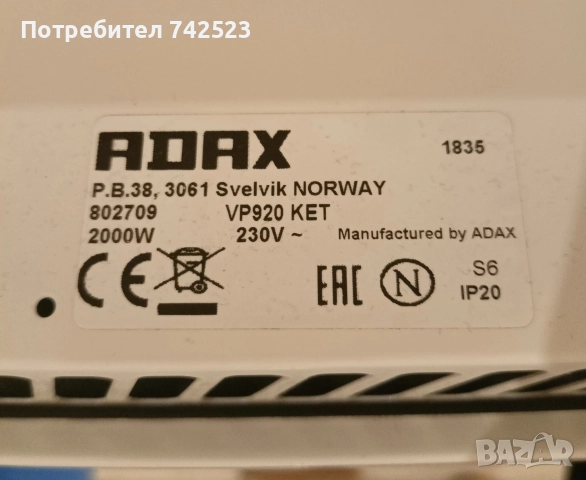 Потребител 742523
ADAX 1835
P.B.38, 3061 Svelvik NORWAY
802709 VP920 KET
2000W 230V ~ Manufactured by ADAX
CE EAC N S6
IP20
BAZAR